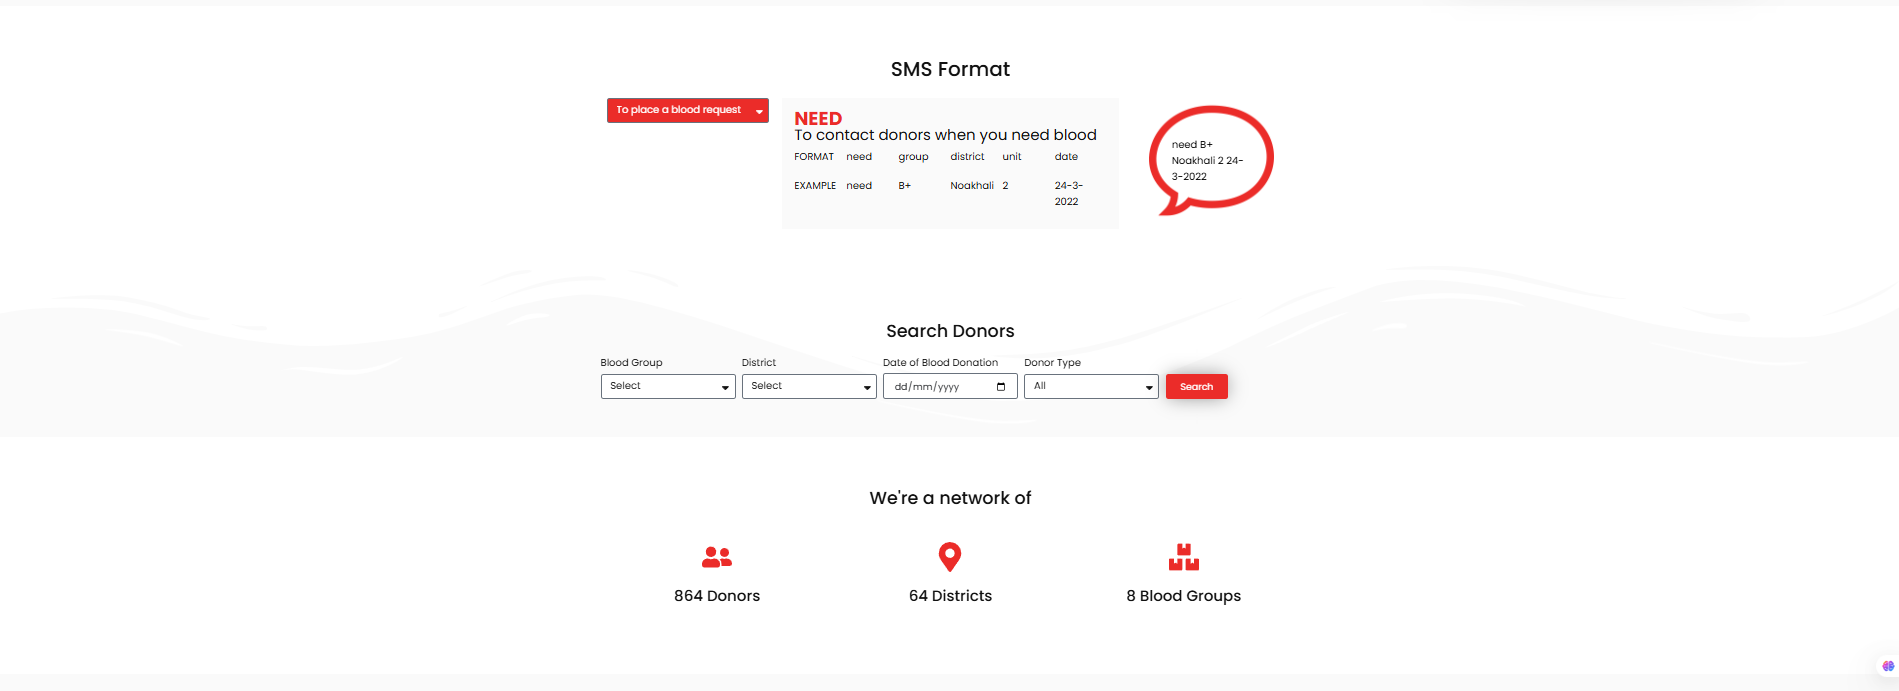 SMS Format
To place a blood request
NEED
To contact donors when you need blood
FORMAT need group district unit date
EXAMPLE need B+ Noakhali 2 24-3-
2022
need B+
Noakhali 2 24-
3-2022
Search Donors
Blood Group District Date of Blood Donation Donor Type
Select Select dd/mm/yyyy All Search
We're a network of
864 Donors 64 Districts 8 Blood Groups